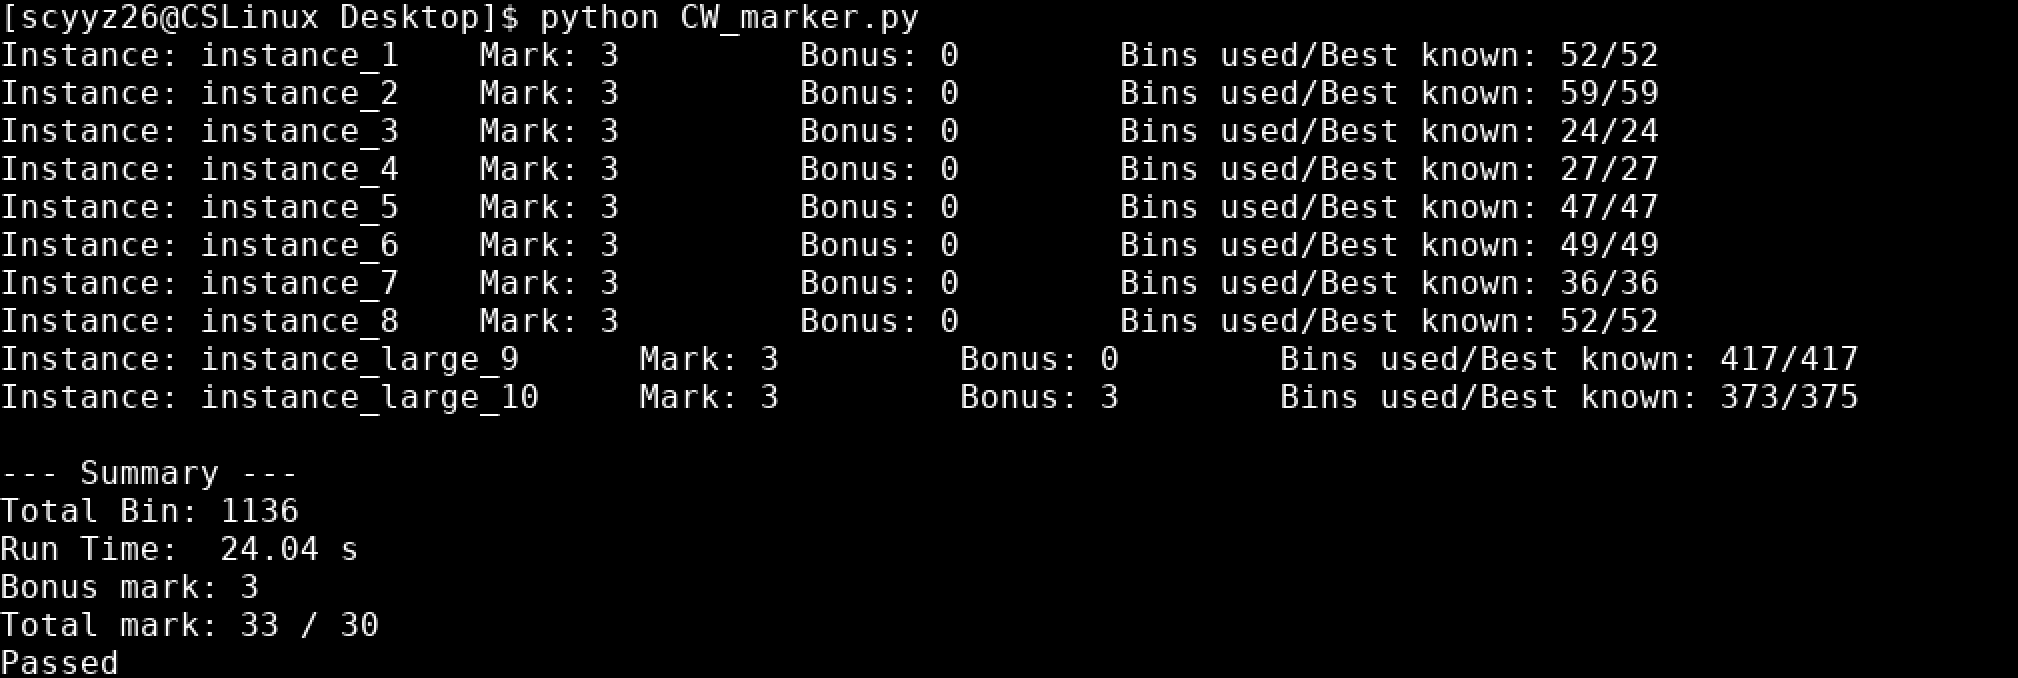 [scyyz26@CSLinux Desktop]$ python CW_marker.py
Instance: instance_1    Mark: 3         Bonus: 0        Bins used/Best known: 52/52
Instance: instance_2    Mark: 3         Bonus: 0        Bins used/Best known: 59/59
Instance: instance_3    Mark: 3         Bonus: 0        Bins used/Best known: 24/24
Instance: instance_4    Mark: 3         Bonus: 0        Bins used/Best known: 27/27
Instance: instance_5    Mark: 3         Bonus: 0        Bins used/Best known: 47/47
Instance: instance_6    Mark: 3         Bonus: 0        Bins used/Best known: 49/49
Instance: instance_7    Mark: 3         Bonus: 0        Bins used/Best known: 36/36
Instance: instance_8    Mark: 3         Bonus: 0        Bins used/Best known: 52/52
Instance: instance_large_9      Mark: 3         Bonus: 0        Bins used/Best known: 417/417
Instance: instance_large_10     Mark: 3         Bonus: 3        Bins used/Best known: 373/375

--- Summary ---
Total Bin: 1136
Run Time:  24.04 s
Bonus mark: 3
Total mark: 33 / 30
Passed